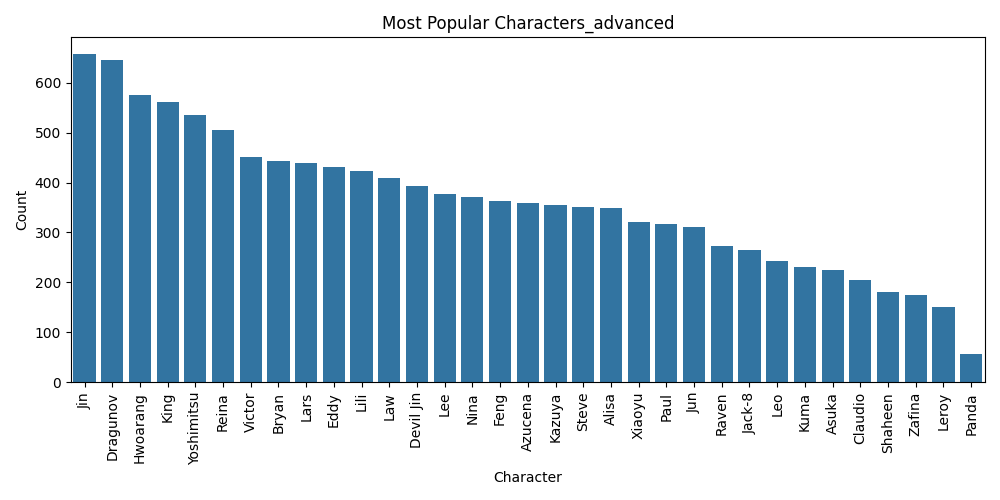 Most Popular Characters_advanced
Count
600
500
400
300
200
100
0
Jin
Dragunov
Hwoarang
King
Yoshimitsu
Reina
Victor
Bryan
Lars
Eddy
Lili
Law
Devil Jin
Lee
Nina
Feng
Azucena
Kazuya
Steve
Alisa
Xiaoyu
Paul
Jun
Raven
Jack-8
Leo
Kunma
Asuka
Claudio
Shaheen
Zafina
Leroy
Panda
Character